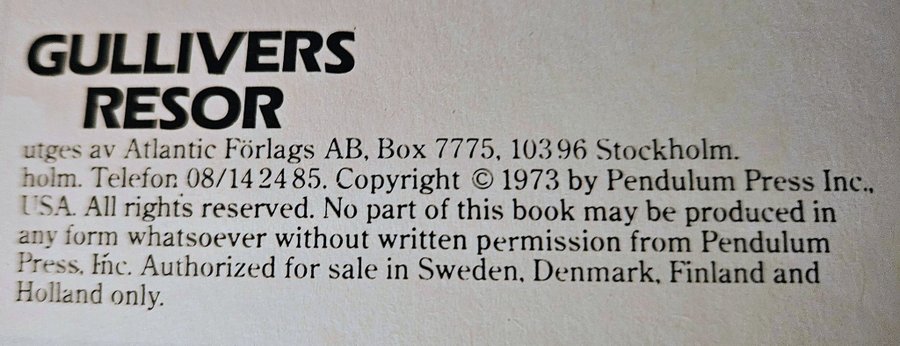 GULLIVERS
RESOR
utges av Atlantic Förlags AB, Box 7775, 103 96 Stockholm.
holm. Telefon 08/14 24 85. Copyright © 1973 by Pendulum Press Inc.,
USA. All rights reserved. No part of this book may be produced in
any form whatsoever without written permission from Pendulum
Press, Inc. Authorized for sale in Sweden, Denmark, Finland and
Holland only.